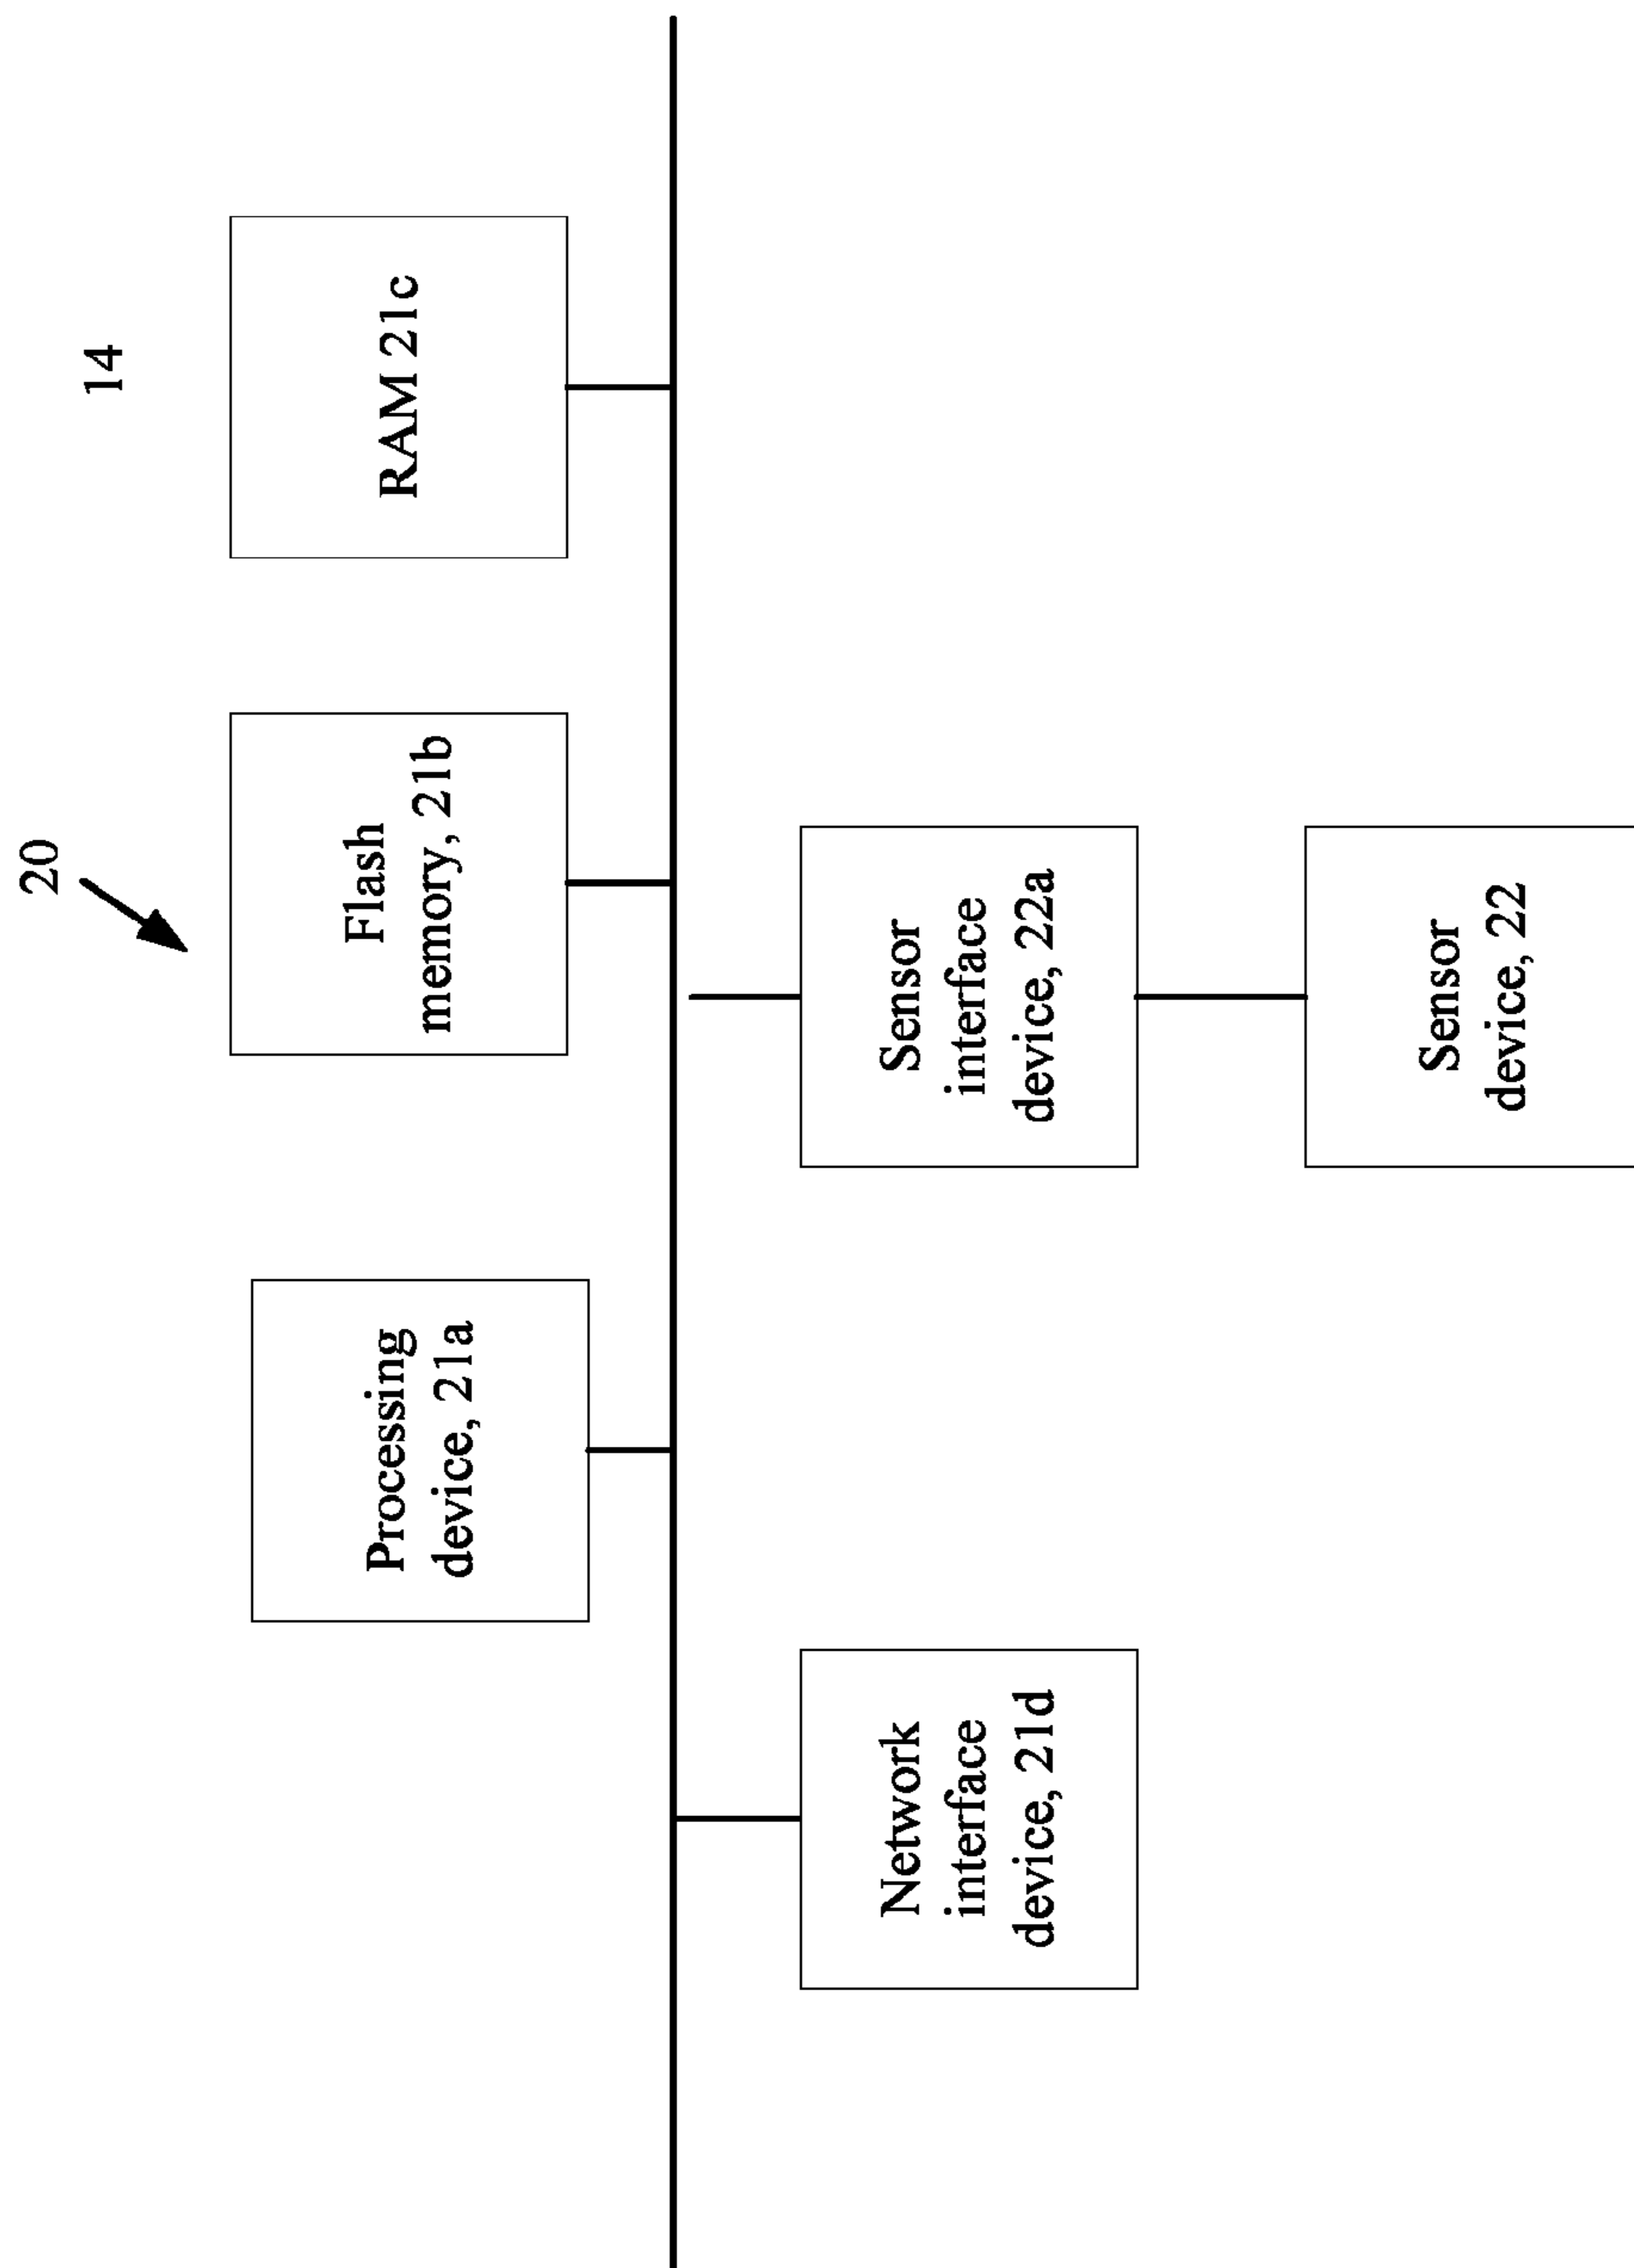 20
14
Processing
device, 21a
Flash
memory, 21b
RAM 21c
Network
interface
device, 21d
Sensor
interface
device, 22a
Sensor
device, 22